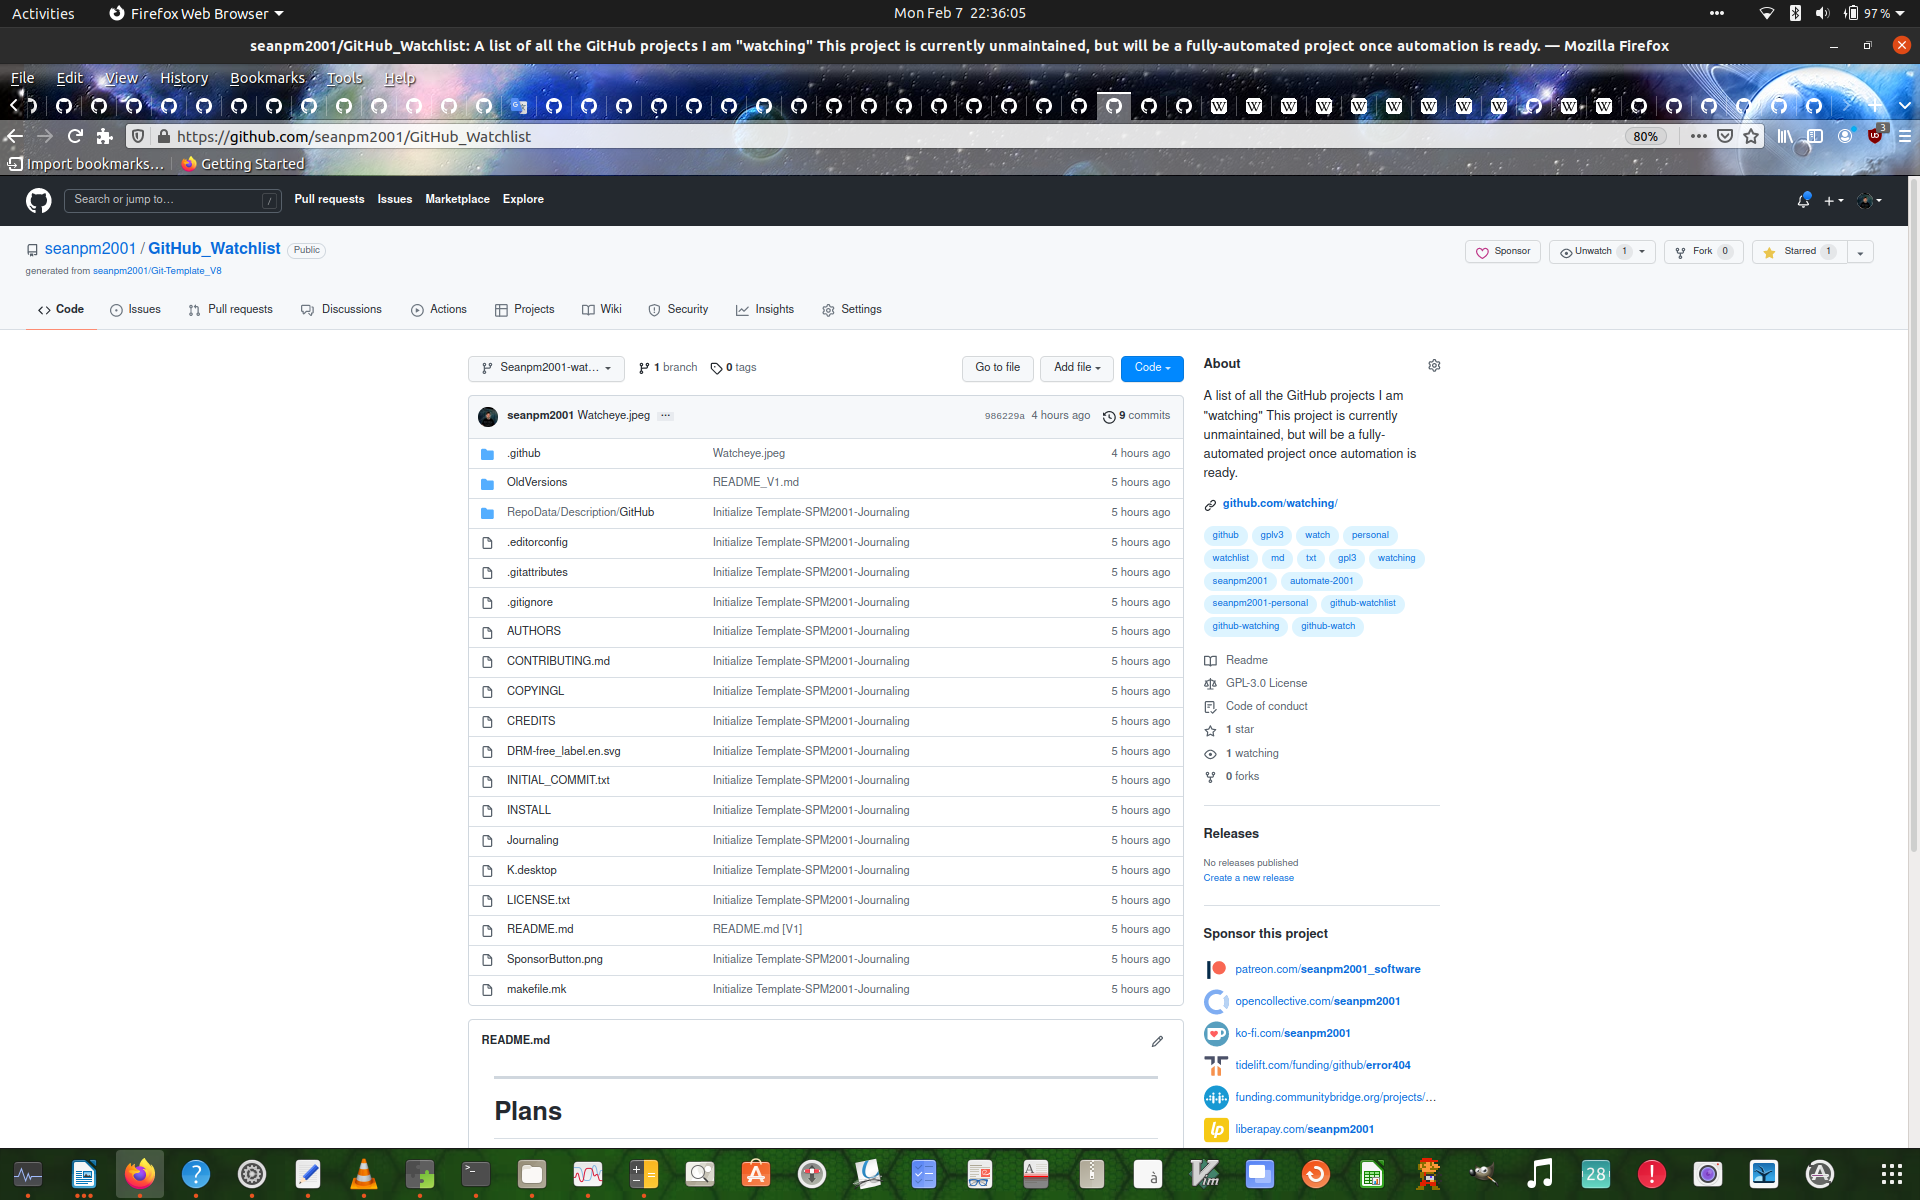 Activities
Firefox Web Browser
Mon Feb 7  22:36:05
97 %
seanpm2001/GitHub_Watchlist: A list of all the GitHub projects I am "watching" This project is currently unmaintained, but will be a fully-automated project once automation is ready. — Mozilla Firefox
File Edit View History Bookmarks Tools Help
https://github.com/seanpm2001/GitHub_Watchlist
80%
3
Import bookmarks… Getting Started
Search or jump to… /
Pull requests Issues Marketplace Explore
seanpm2001 / GitHub_Watchlist Public
Sponsor Unwatch 1 Fork 0 Starred 1
generated from seanpm2001/Git-Template_V8
Code Issues Pull requests Discussions Actions Projects Wiki Security Insights Settings
Seanpm2001-wat… 1 branch 0 tags Go to file Add file Code
seanpm2001 Watcheye.jpeg … 986229a 4 hours ago 9 commits
.github Watcheye.jpeg 4 hours ago
OldVersions README_V1.md 5 hours ago
RepoData/Description/GitHub Initialize Template-SPM2001-Journaling 5 hours ago
.editorconfig Initialize Template-SPM2001-Journaling 5 hours ago
.gitattributes Initialize Template-SPM2001-Journaling 5 hours ago
.gitignore Initialize Template-SPM2001-Journaling 5 hours ago
AUTHORS Initialize Template-SPM2001-Journaling 5 hours ago
CONTRIBUTING.md Initialize Template-SPM2001-Journaling 5 hours ago
COPYINGL Initialize Template-SPM2001-Journaling 5 hours ago
CREDITS Initialize Template-SPM2001-Journaling 5 hours ago
DRM-free_label.en.svg Initialize Template-SPM2001-Journaling 5 hours ago
INITIAL_COMMIT.txt Initialize Template-SPM2001-Journaling 5 hours ago
INSTALL Initialize Template-SPM2001-Journaling 5 hours ago
Journaling Initialize Template-SPM2001-Journaling 5 hours ago
K.desktop Initialize Template-SPM2001-Journaling 5 hours ago
LICENSE.txt Initialize Template-SPM2001-Journaling 5 hours ago
README.md README.md [V1] 5 hours ago
SponsorButton.png Initialize Template-SPM2001-Journaling 5 hours ago
makefile.mk Initialize Template-SPM2001-Journaling 5 hours ago
README.md
Plans
About
A list of all the GitHub projects I am
"watching" This project is currently
unmaintained, but will be a fully-
automated project once automation is
ready.
github.com/watching/
github gplv3 watch personal
watchlist md txt gpl3 watching
seanpm2001 automate-2001
seanpm2001-personal github-watchlist
github-watching github-watch
Readme
GPL-3.0 License
Code of conduct
1 star
1 watching
0 forks
Releases
No releases published
Create a new release
Sponsor this project
patreon.com/seanpm2001_software
opencollective.com/seanpm2001
ko-fi.com/seanpm2001
tidelift.com/funding/github/error404
funding.communitybridge.org/projects/…
liberapay.com/seanpm2001
28